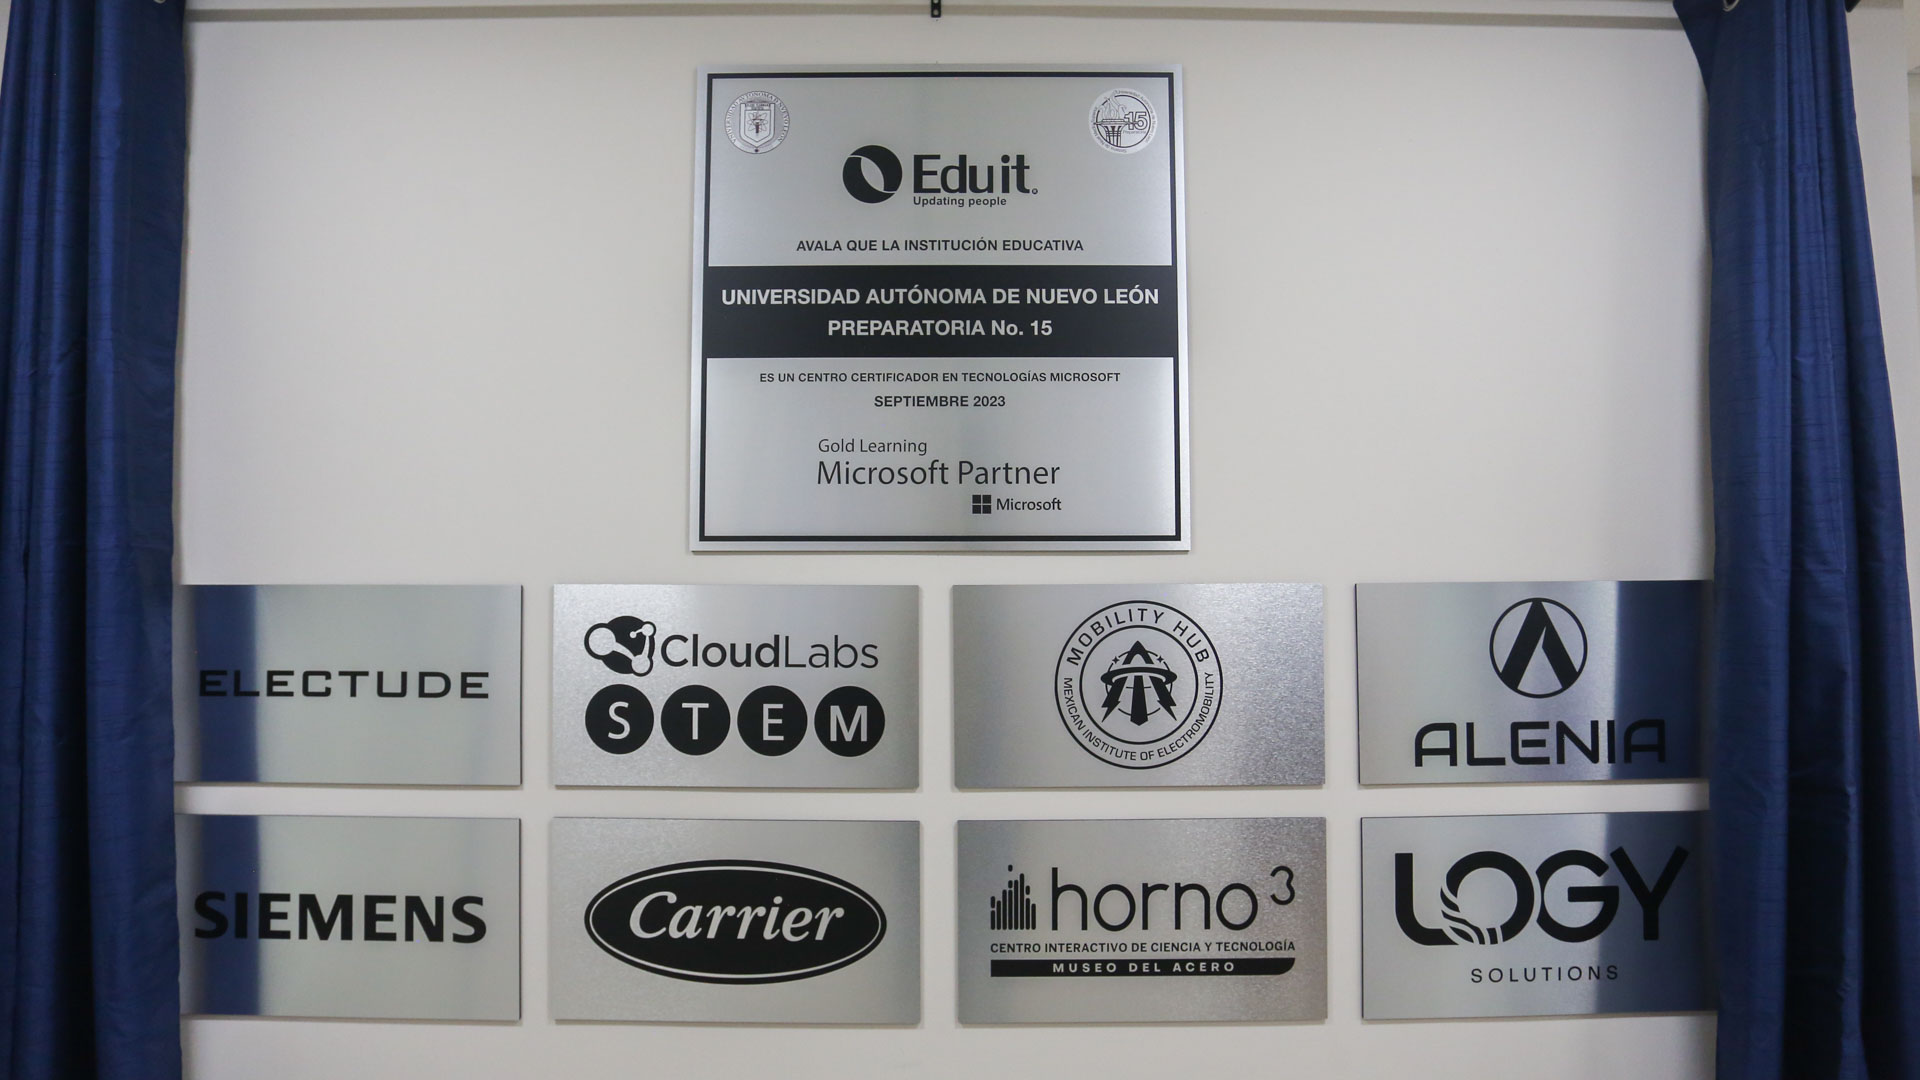 15
Eduit
Updating people
AVALA QUE LA INSTITUCIÓN EDUCATIVA
UNIVERSIDAD AUTÓNOMA DE NUEVO LEÓN
PREPARATORIA No. 15
ES UN CENTRO CERTIFICADOR EN TECNOLOGÍAS MICROSOFT
SEPTIEMBRE 2023
Gold Learning
Microsoft Partner
Microsoft
ELECTUDE
CloudLabs
STEM
MOBILITY HUB
MEXICAN INSTITUTE OF ELECTROMOBILITY
ALENIA
SIEMENS
Carrier
horno3
CENTRO INTERACTIVO DE CIENCIA Y TECNOLOGÍA
MUSEO DEL ACERO
LOGY
SOLUTIONS